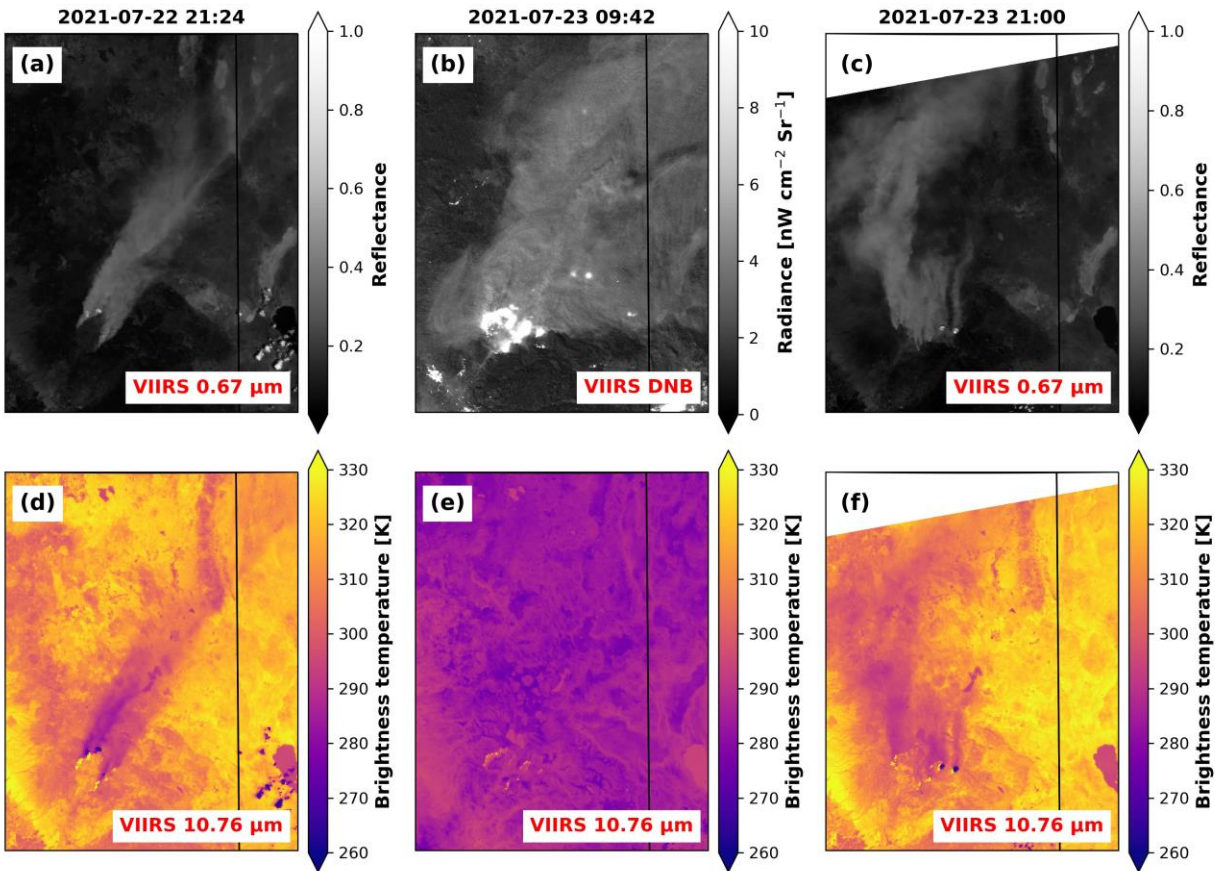 2021-07-22 21:24
2021-07-23 09:42
2021-07-23 21:00
(a)
VIIRS 0.67 μm
1.0
0.8
0.6
0.4
0.2
Reflectance
(b)
VIIRS DNB
10
8
6
4
2
0
Radiance [nW cm⁻² Sr⁻¹]
(c)
VIIRS 0.67 μm
1.0
0.8
0.6
0.4
0.2
Reflectance
(d)
VIIRS 10.76 μm
330
320
310
300
290
280
270
260
Brightness temperature [K]
(e)
VIIRS 10.76 μm
330
320
310
300
290
280
270
260
Brightness temperature [K]
(f)
VIIRS 10.76 μm
330
320
310
300
290
280
270
260
Brightness temperature [K]